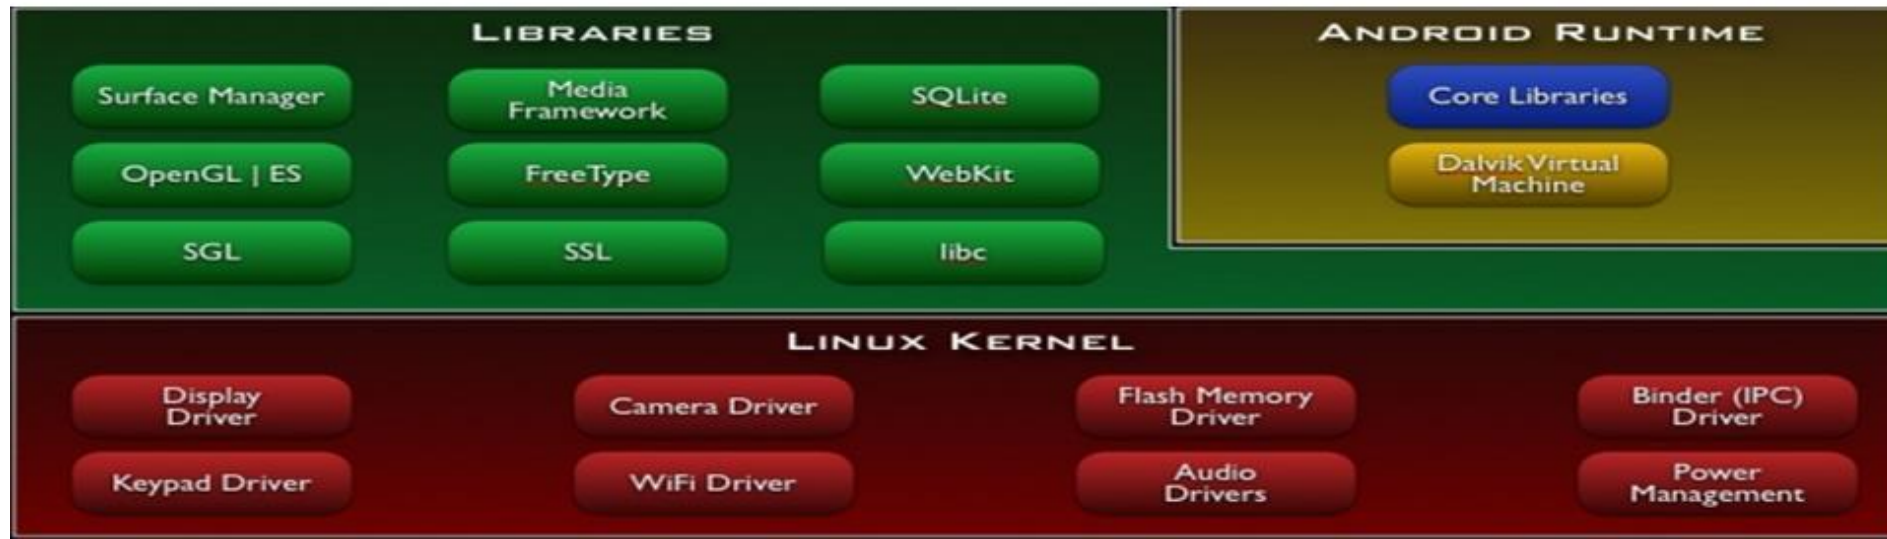 LIBRARIES
Surface Manager
Media
Framework
SQLite
OpenGL | ES
FreeType
WebKit
SGL
SSL
libc
ANDROID RUNTIME
Core Libraries
Dalvik Virtual
Machine
LINUX KERNEL
Display
Driver
Camera Driver
Flash Memory
Driver
Binder (IPC)
Driver
Keypad Driver
WiFi Driver
Audio
Drivers
Power
Management